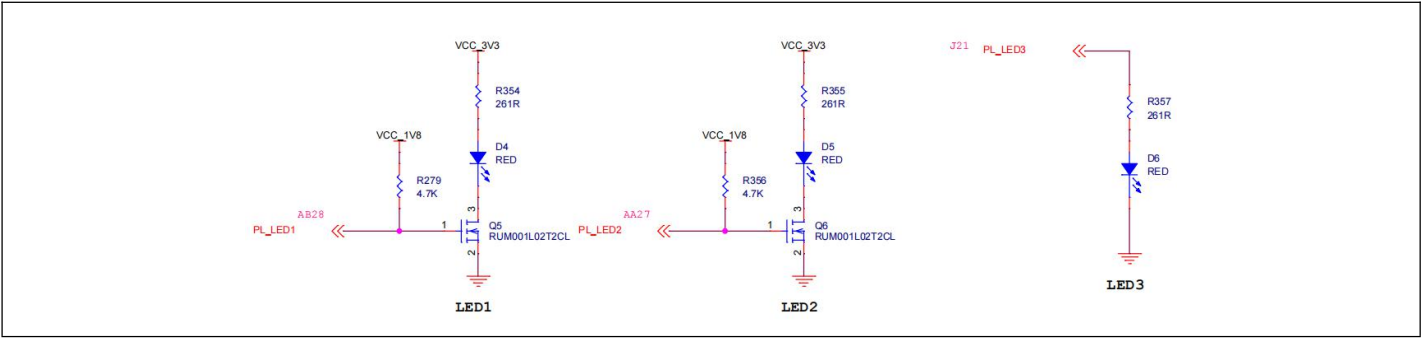 VCC_3V3
R354
261R
VCC_1V8
D4
RED
R279
4.7K
AB28
PL_LED1
1
3
Q5
RUM001L02T2CL
2
LED1
VCC_3V3
R355
261R
VCC_1V8
D5
RED
R356
4.7K
AA27
PL_LED2
1
3
Q6
RUM001L02T2CL
2
LED2
J21 PL_LED3
R357
261R
D6
RED
LED3